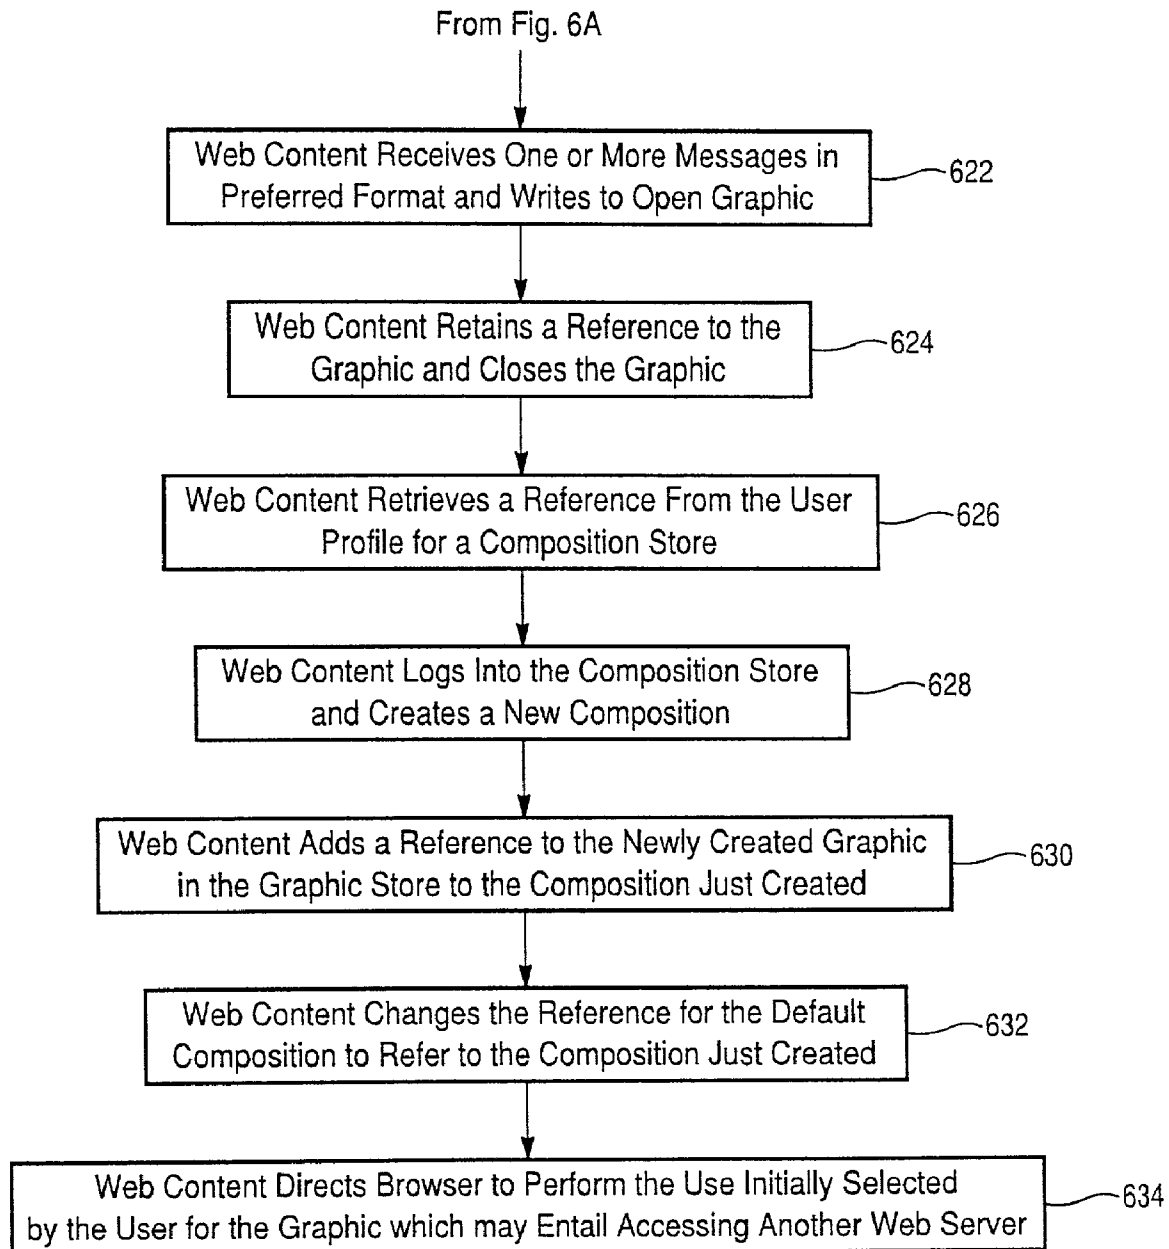 From Fig. 6A
Web Content Receives One or More Messages in
Preferred Format and Writes to Open Graphic
622
Web Content Retains a Reference to the
Graphic and Closes the Graphic
624
Web Content Retrieves a Reference From the User
Profile for a Composition Store
626
Web Content Logs Into the Composition Store
and Creates a New Composition
628
Web Content Adds a Reference to the Newly Created Graphic
in the Graphic Store to the Composition Just Created
630
Web Content Changes the Reference for the Default
Composition to Refer to the Composition Just Created
632
Web Content Directs Browser to Perform the Use Initially Selected
by the User for the Graphic which may Entail Accessing Another Web Server
634